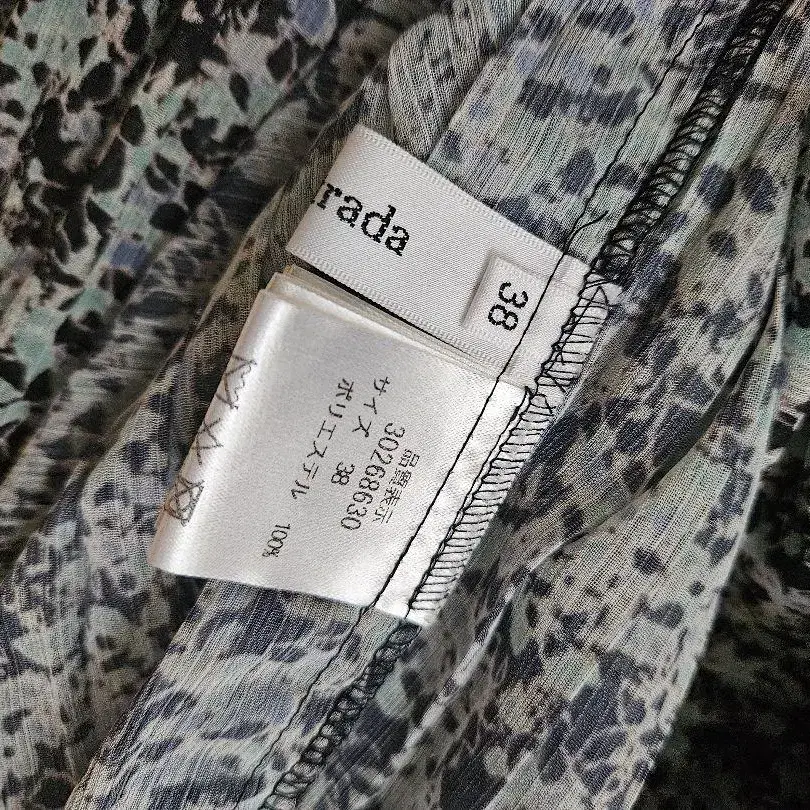 rada
38
品質表示
30268630
サイズ 38
ポリエステル 100%